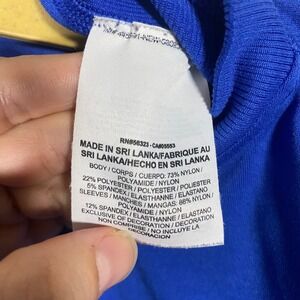 RN#56323 - CA#05553
MADE IN SRI LANKA/FABRIQUE AU
SRI LANKA/HECHO EN SRI LANKA
BODY / CORPS / CUERPO: 73% NYLON /
POLYAMIDE / NYLON
22% POLYESTER / POLYESTER / POLIESTER
5% SPANDEX / ELASTHANNE / ELASTANO
SLEEVES / MANCHES / MANGAS: 88% NYLON /
POLYAMIDE / NYLON
12% SPANDEX / ELASTHANNE / ELASTANO
EXCLUSIVE OF DECORATION / DECORATION
NON COMPRISE / NO INCLUYE LA
DECORACION